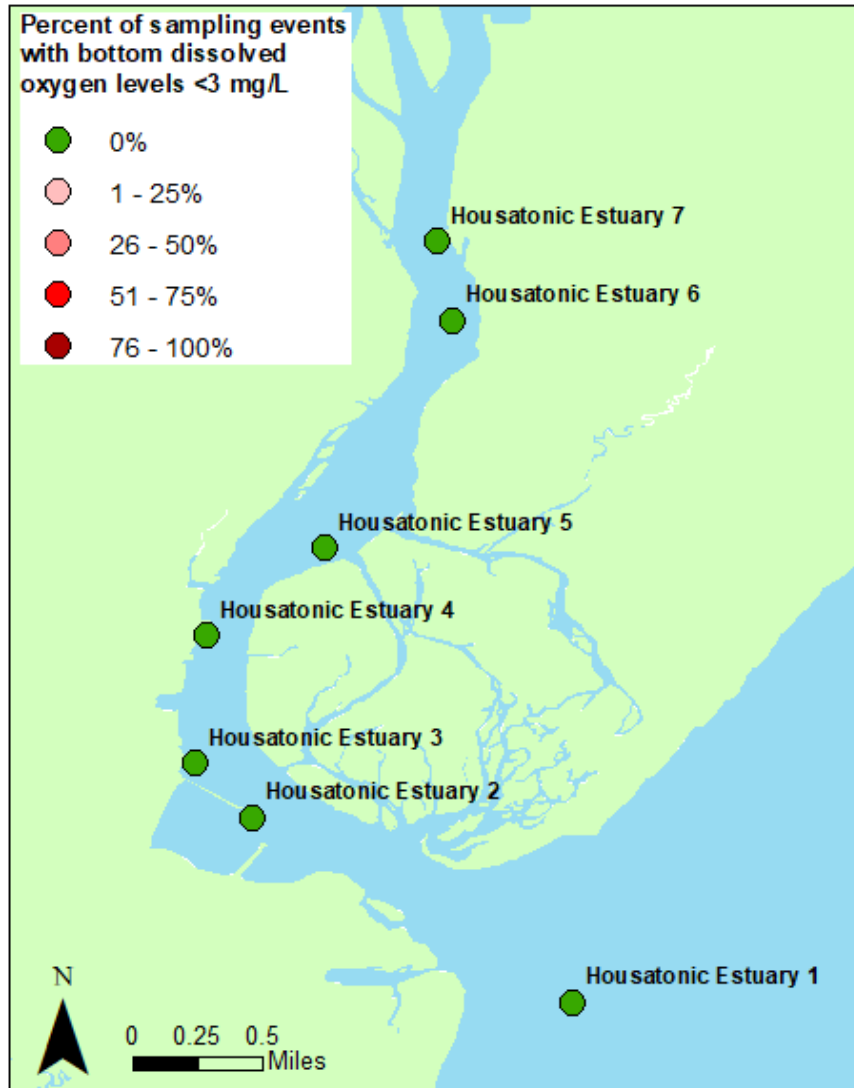 Percent of sampling events
with bottom dissolved
oxygen levels <3 mg/L
0%
1 - 25%
26 - 50%
51 - 75%
76 - 100%
Housatonic Estuary 7
Housatonic Estuary 6
Housatonic Estuary 5
Housatonic Estuary 4
Housatonic Estuary 3
Housatonic Estuary 2
Housatonic Estuary 1
N
0 0.25 0.5
Miles